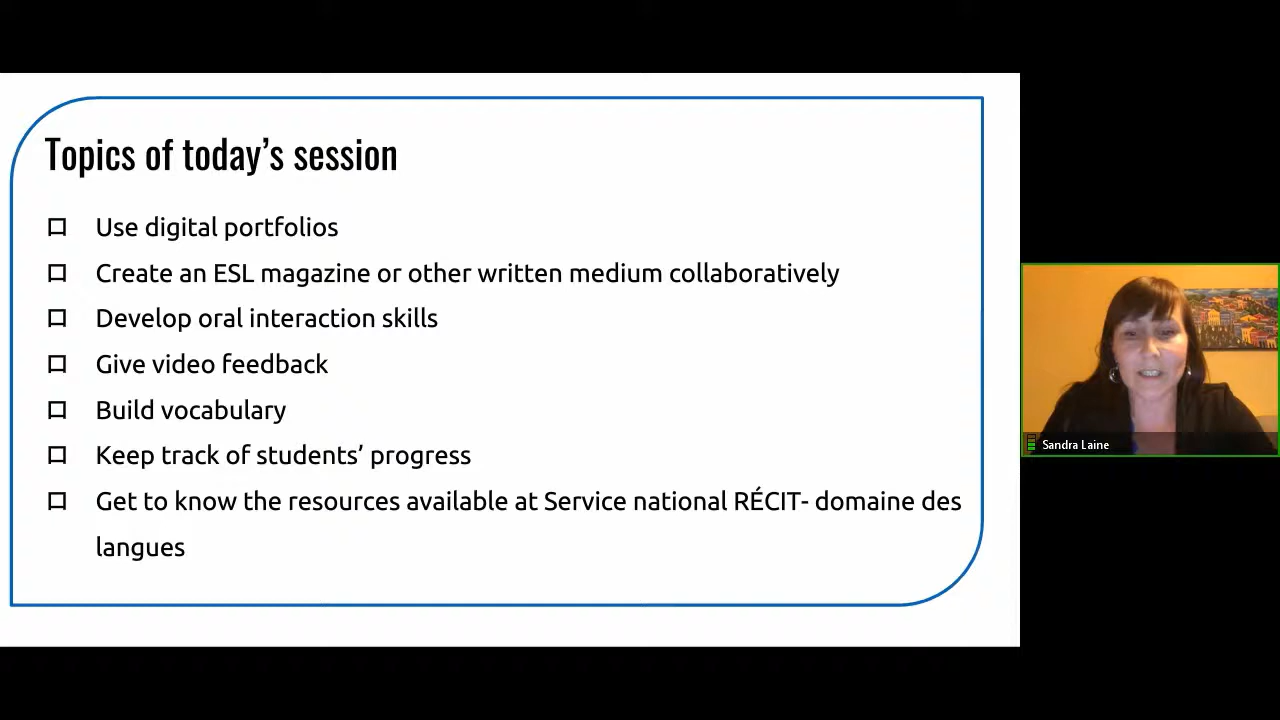 Topics of today’s session
Use digital portfolios
Create an ESL magazine or other written medium collaboratively
Develop oral interaction skills
Give video feedback
Build vocabulary
Keep track of students’ progress
Get to know the resources available at Service national RÉCIT- domaine des
langues
Sandra Laine